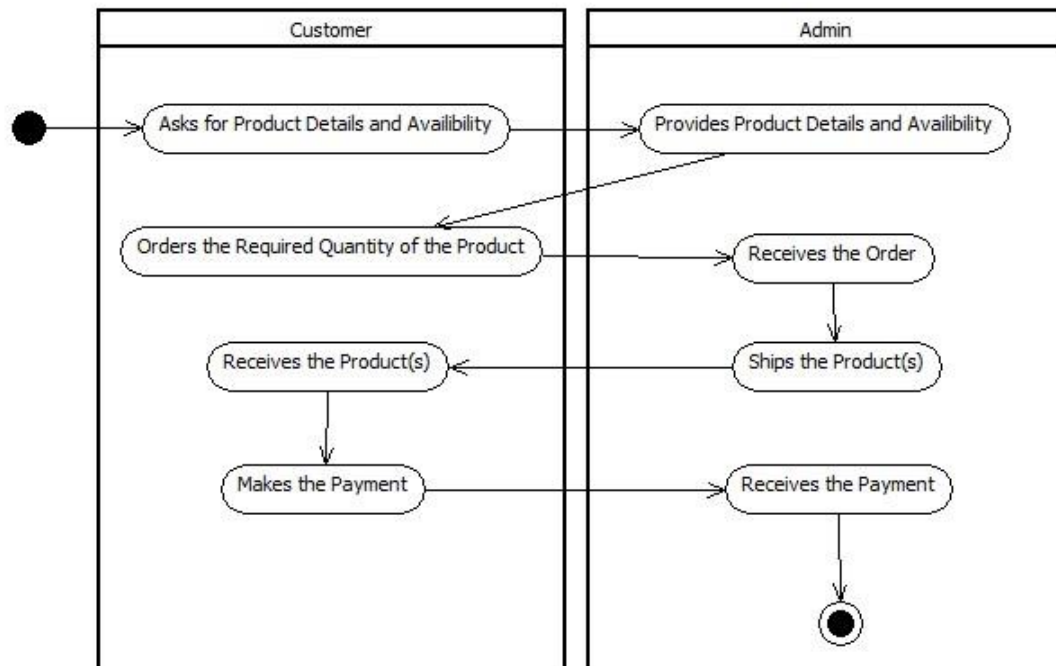 Customer
Admin
Asks for Product Details and Availibility
Provides Product Details and Availibility
Orders the Required Quantity of the Product
Receives the Order
Receives the Product(s)
Ships the Product(s)
Makes the Payment
Receives the Payment